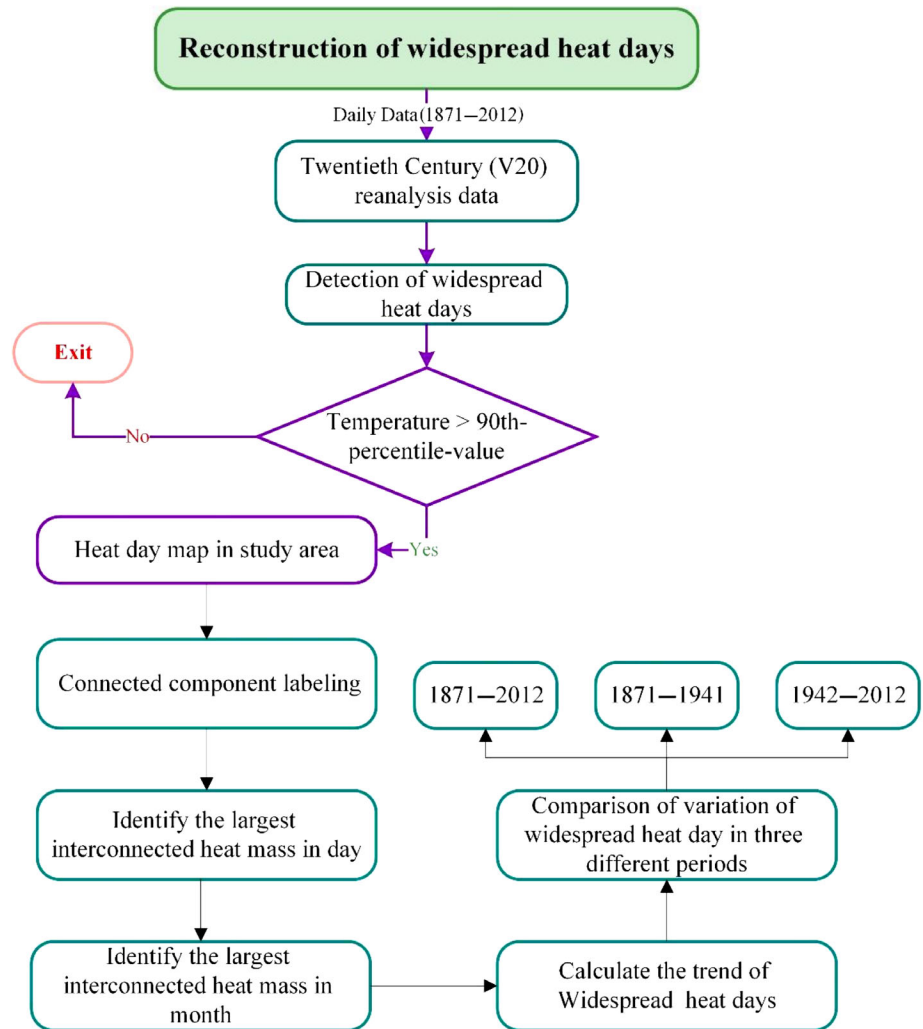 Reconstruction of widespread heat days
Daily Data(1871–2012)
Twentieth Century (V20)
reanalysis data
Detection of widespread
heat days
Exit
Temperature > 90th-
percentile-value
No
Yes
Heat day map in study area
Connected component labeling
1871–2012
1871–1941
1942–2012
Identify the largest
interconnected heat mass in day
Comparison of variation of
widespread heat day in three
different periods
Identify the largest
interconnected heat mass in
month
Calculate the trend of
Widespread heat days